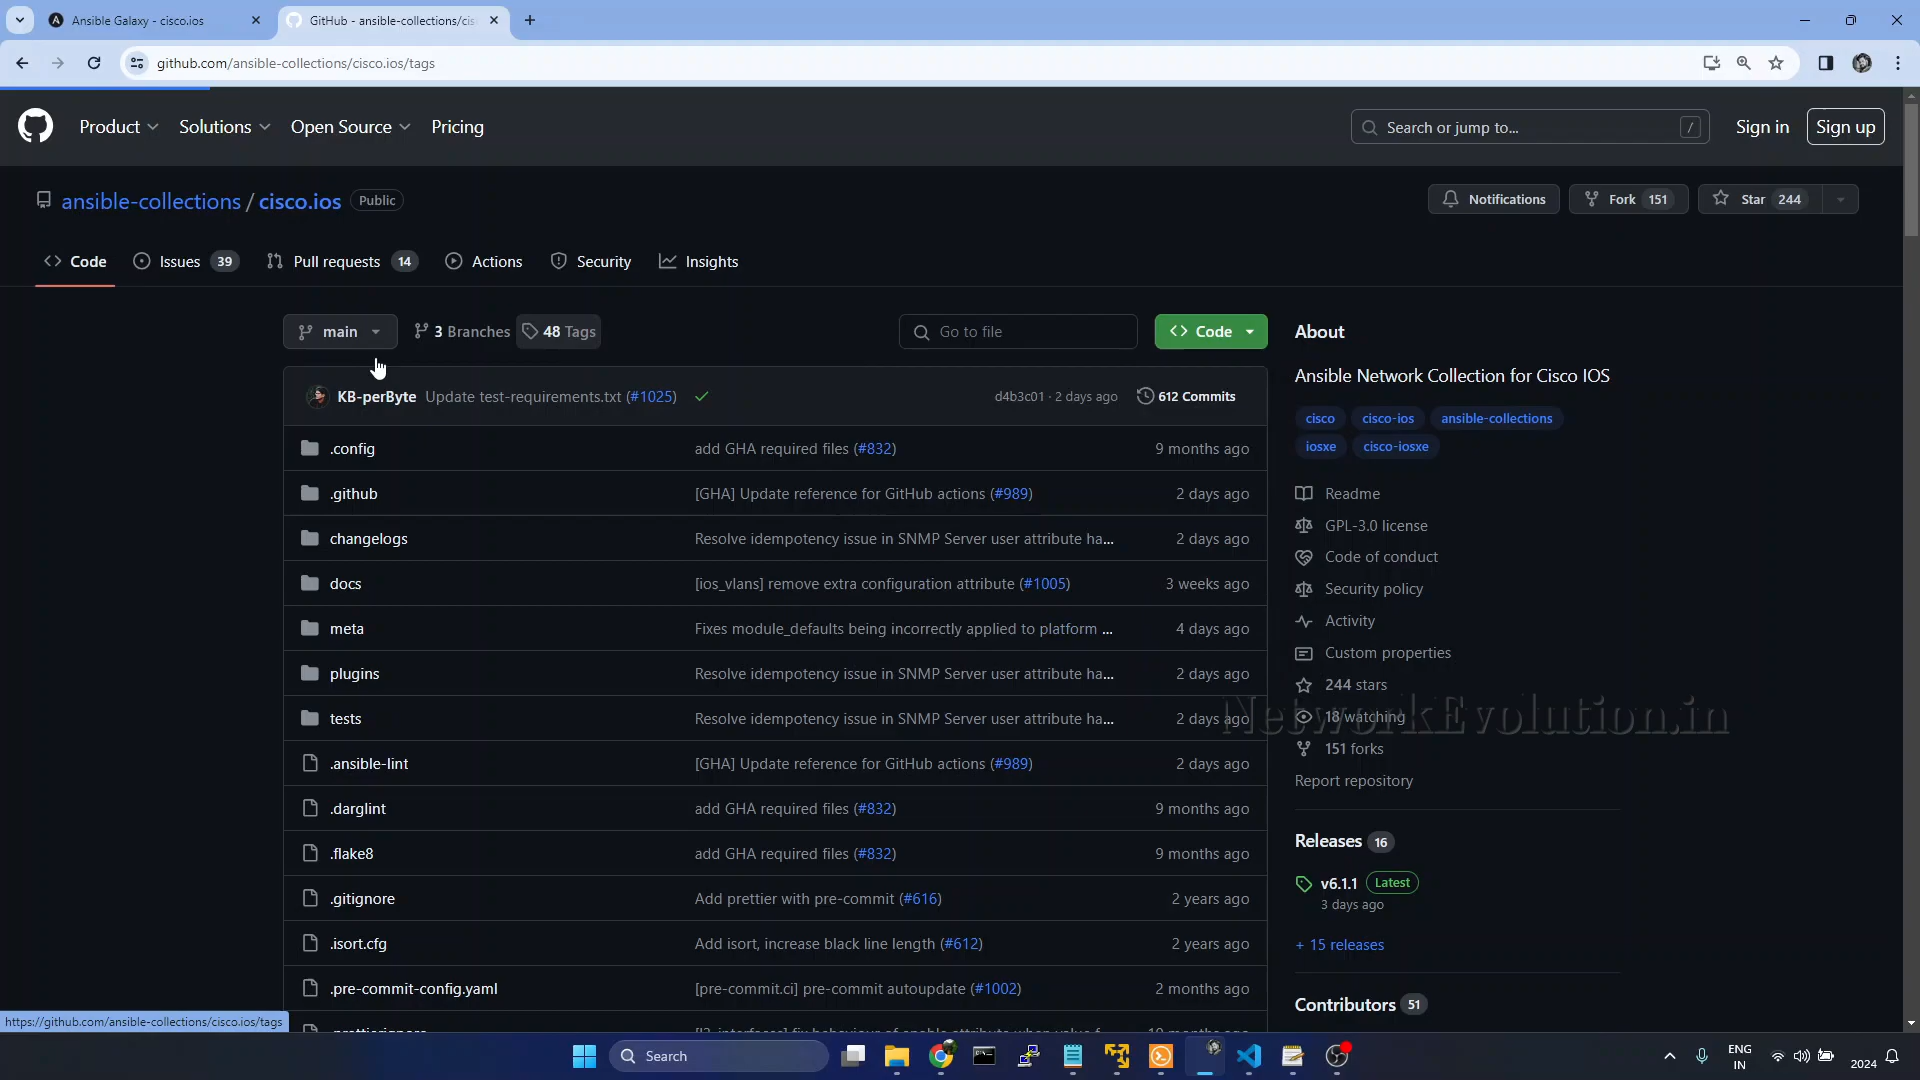 Ansible Galaxy - cisco.ios
GitHub - ansible-collections/cis
github.com/ansible-collections/cisco.ios/tags
Product
Solutions
Open Source
Pricing
Search or jump to...
/
Sign in
Sign up
ansible-collections / cisco.ios
Public
Notifications
Fork 151
Star 244
Code
Issues 39
Pull requests 14
Actions
Security
Insights
main
3 Branches
48 Tags
Go to file
Code
KB-perByte Update test-requirements.txt (#1025)
d4b3c01 · 2 days ago
612 Commits
.config add GHA required files (#832) 9 months ago
.github [GHA] Update reference for GitHub actions (#989) 2 days ago
changelogs Resolve idempotency issue in SNMP Server user attribute ha... 2 days ago
docs [ios_vlans] remove extra configuration attribute (#1005) 3 weeks ago
meta Fixes module_defaults being incorrectly applied to platform ... 4 days ago
plugins Resolve idempotency issue in SNMP Server user attribute ha... 2 days ago
tests Resolve idempotency issue in SNMP Server user attribute ha... 2 days ago
.ansible-lint [GHA] Update reference for GitHub actions (#989) 2 days ago
.darglint add GHA required files (#832) 9 months ago
.flake8 add GHA required files (#832) 9 months ago
.gitignore Add prettier with pre-commit (#616) 2 years ago
.isort.cfg Add isort, increase black line length (#612) 2 years ago
.pre-commit-config.yaml [pre-commit.ci] pre-commit autoupdate (#1002) 2 months ago
About
Ansible Network Collection for Cisco IOS
cisco
cisco-ios
ansible-collections
iosxe
cisco-iosxe
Readme
GPL-3.0 license
Code of conduct
Security policy
Activity
Custom properties
244 stars
18 watching
151 forks
Report repository
NetworkEvolution.in
Releases 16
v6.1.1 Latest
3 days ago
+ 15 releases
Contributors 51
https://github.com/ansible-collections/cisco.ios/tags
Search
ENG
IN
2024